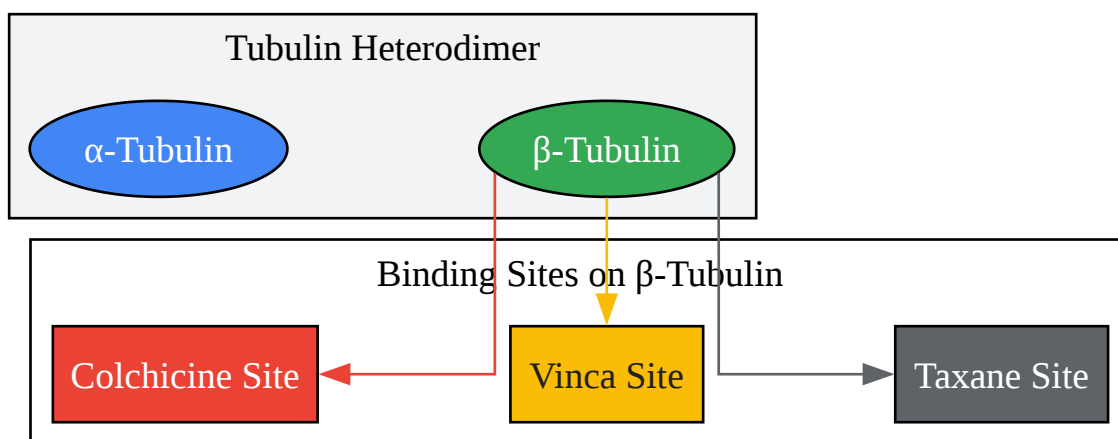 Tubulin Heterodimer
α-Tubulin
β-Tubulin
Binding Sites on β-Tubulin
Colchicine Site
Vinca Site
Taxane Site